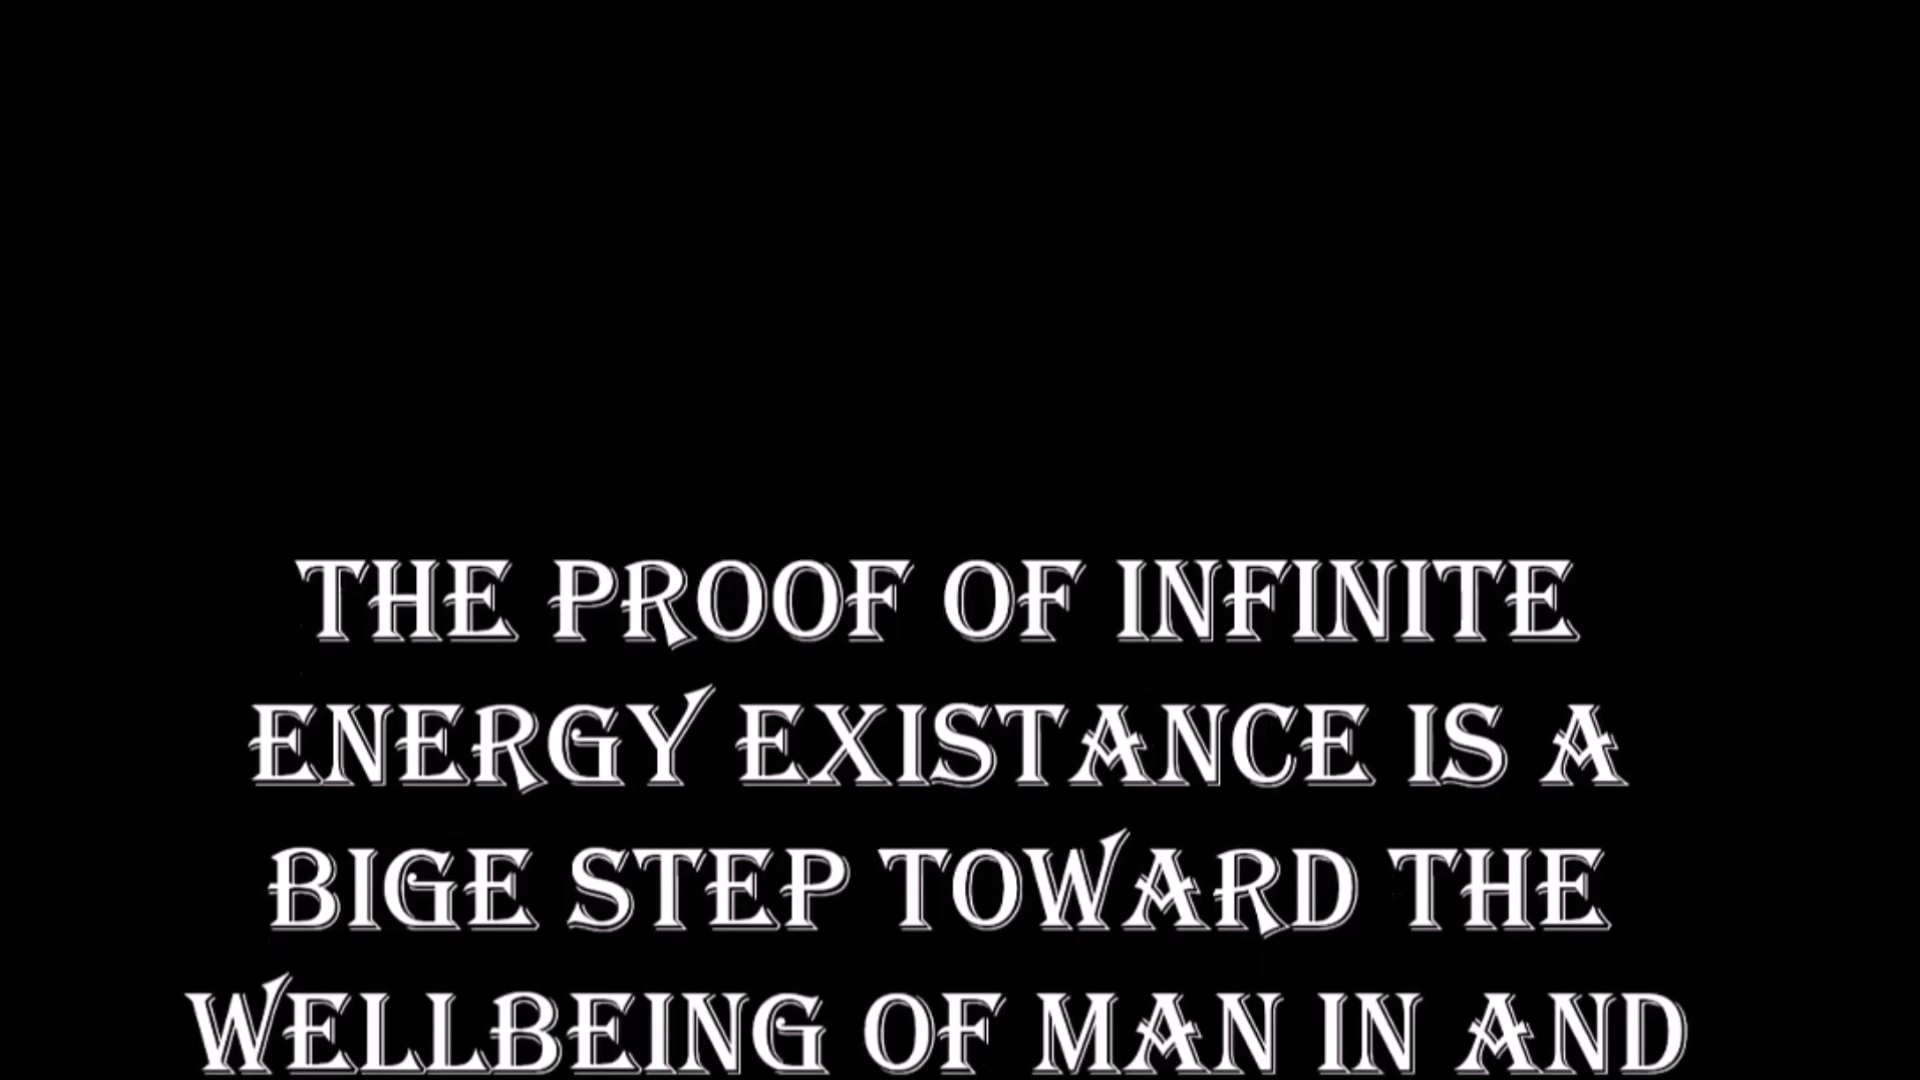 THE PROOF OF INFINITE
ENERGY EXISTANCE IS A
BIGE STEP TOWARD THE
WELLBEING OF MAN IN AND